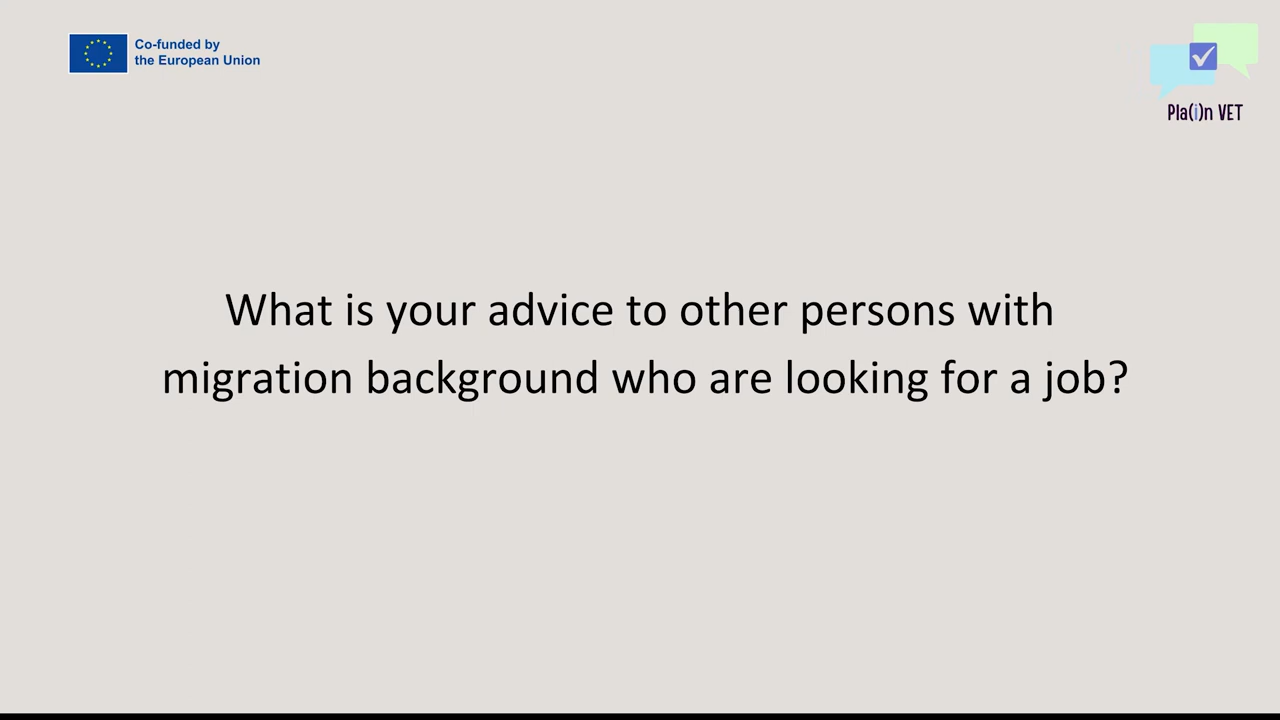 Co-funded by
the European Union
Pla(i)n VET
What is your advice to other persons with
migration background who are looking for a job?